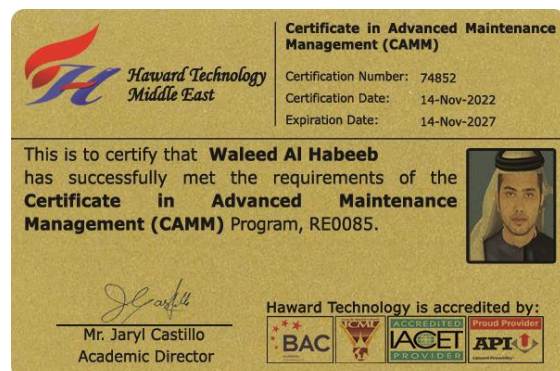 Haward Technology
Middle East
Certificate in Advanced Maintenance
Management (CAMM)
Certification Number: 74852
Certification Date: 14-Nov-2022
Expiration Date: 14-Nov-2027
This is to certify that Waleed Al Habeeb
has successfully met the requirements of the
Certificate in Advanced Maintenance
Management (CAMM) Program, RE0085.
Mr. Jaryl Castillo
Academic Director
Haward Technology is accredited by:
BAC
ICML
ACCREDITED
IACET
PROVIDER
Proud Provider
API